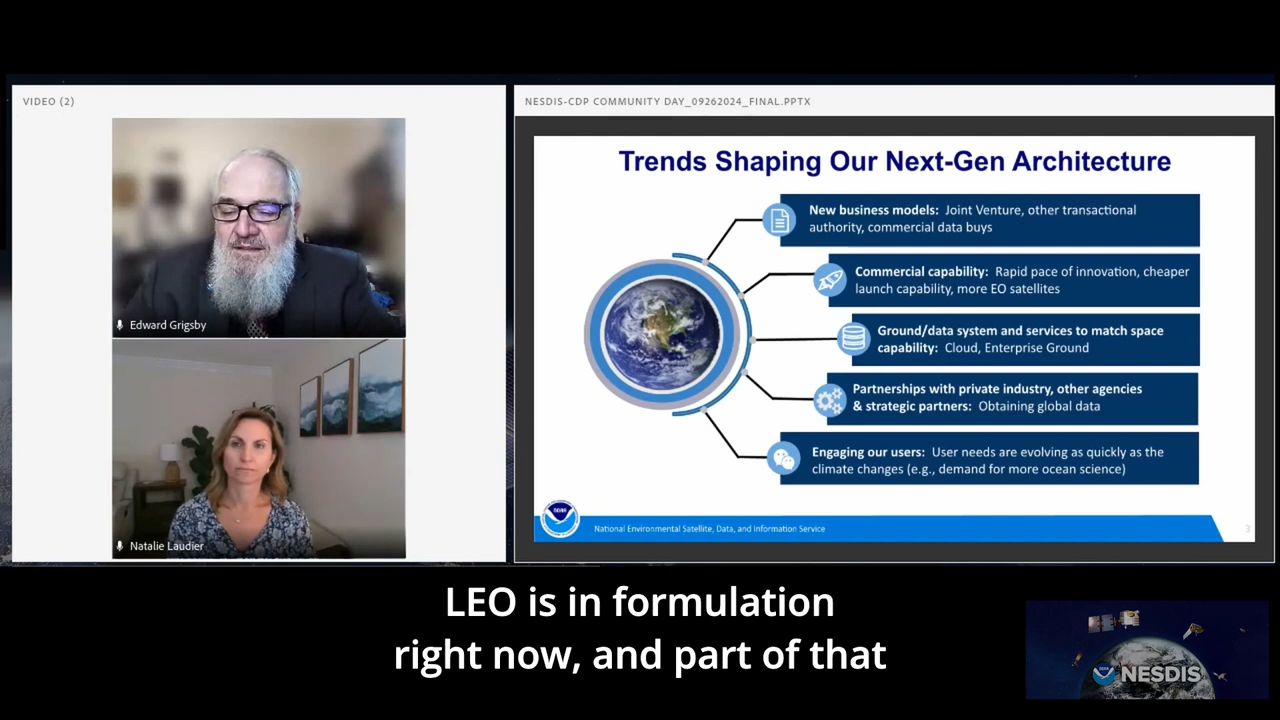 VIDEO (2)
Edward Grigsby
Natalie Laudier
NESDIS-CDP COMMUNITY DAY_09262024_FINAL.PPTX
Trends Shaping Our Next-Gen Architecture
New business models: Joint Venture, other transactional
authority, commercial data buys
Commercial capability: Rapid pace of innovation, cheaper
launch capability, more EO satellites
Ground/data system and services to match space
capability: Cloud, Enterprise Ground
Partnerships with private industry, other agencies
& strategic partners: Obtaining global data
Engaging our users: User needs are evolving as quickly as the
climate changes (e.g., demand for more ocean science)
NOAA
National Environmental Satellite, Data, and Information Service
3
LEO is in formulation
right now, and part of that
NESDIS